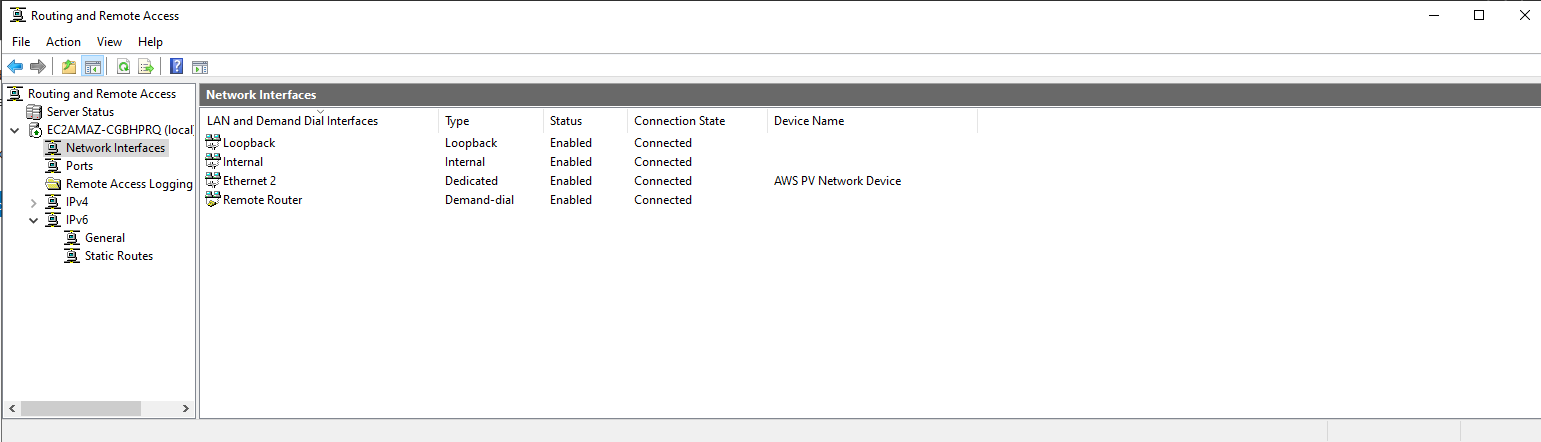 Routing and Remote Access
File Action View Help
Routing and Remote Access
Server Status
EC2AMAZ-CGBHPRQ (local
Network Interfaces
Ports
Remote Access Logging
IPv4
IPv6
General
Static Routes
Network Interfaces
LAN and Demand Dial Interfaces Type Status Connection State Device Name
Loopback Loopback Enabled Connected
Internal Internal Enabled Connected
Ethernet 2 Dedicated Enabled Connected AWS PV Network Device
Remote Router Demand-dial Enabled Connected